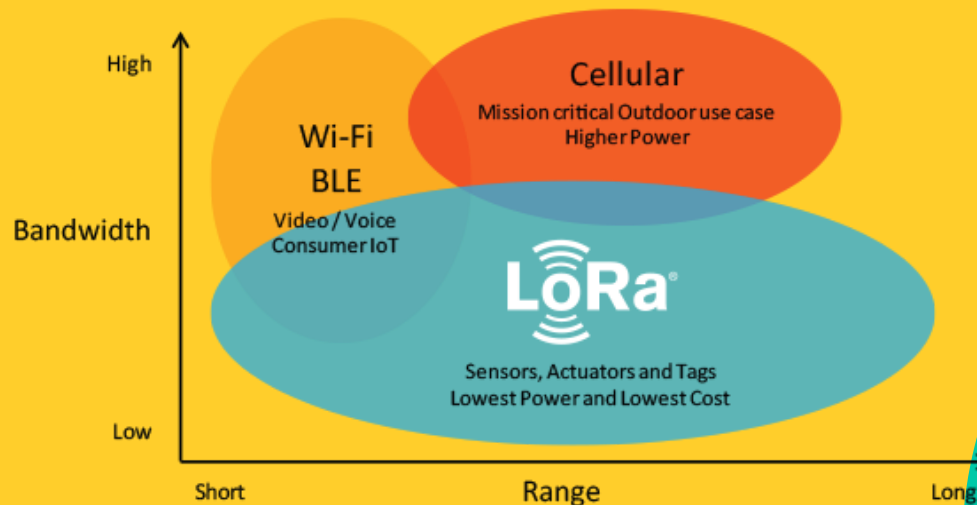 High
Cellular
Mission critical Outdoor use case
Higher Power
Wi-Fi
BLE
Video / Voice
Consumer IoT
Bandwidth
LoRa®
Sensors, Actuators and Tags
Lowest Power and Lowest Cost
Low
Short
Range
Long